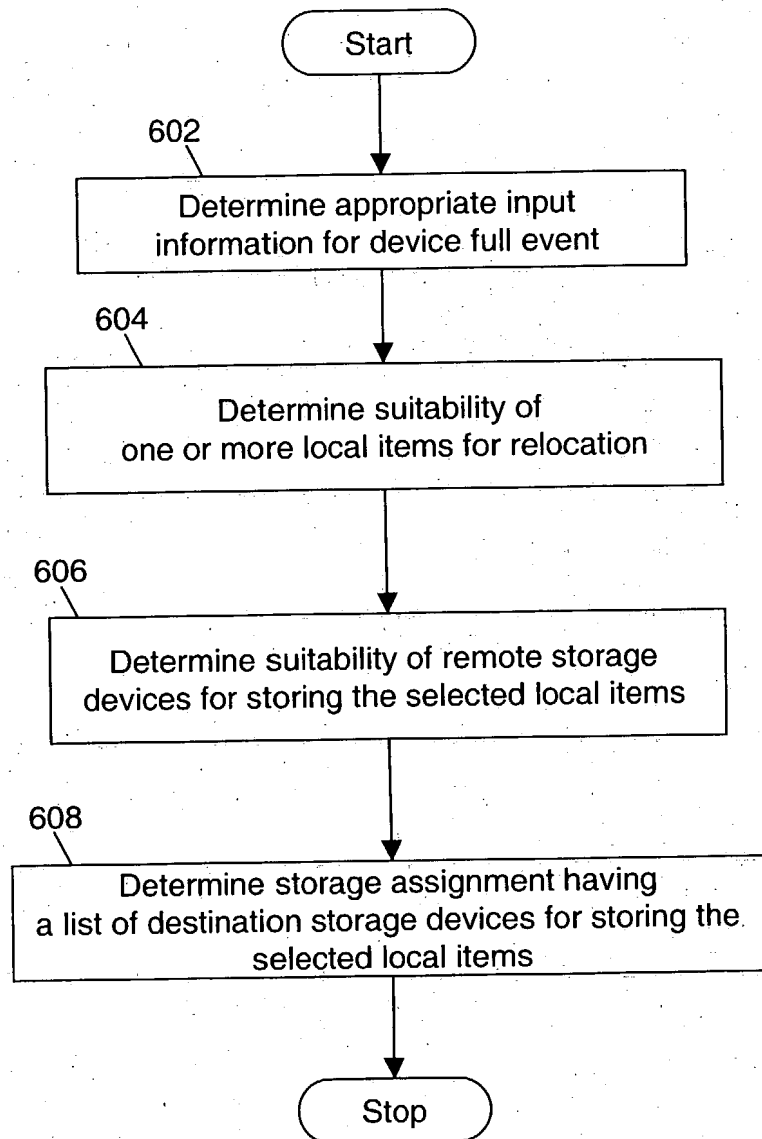 Start
602
Determine appropriate input
information for device full event
604
Determine suitability of
one or more local items for relocation
606
Determine suitability of remote storage
devices for storing the selected local items
608
Determine storage assignment having
a list of destination storage devices for storing the
selected local items
Stop